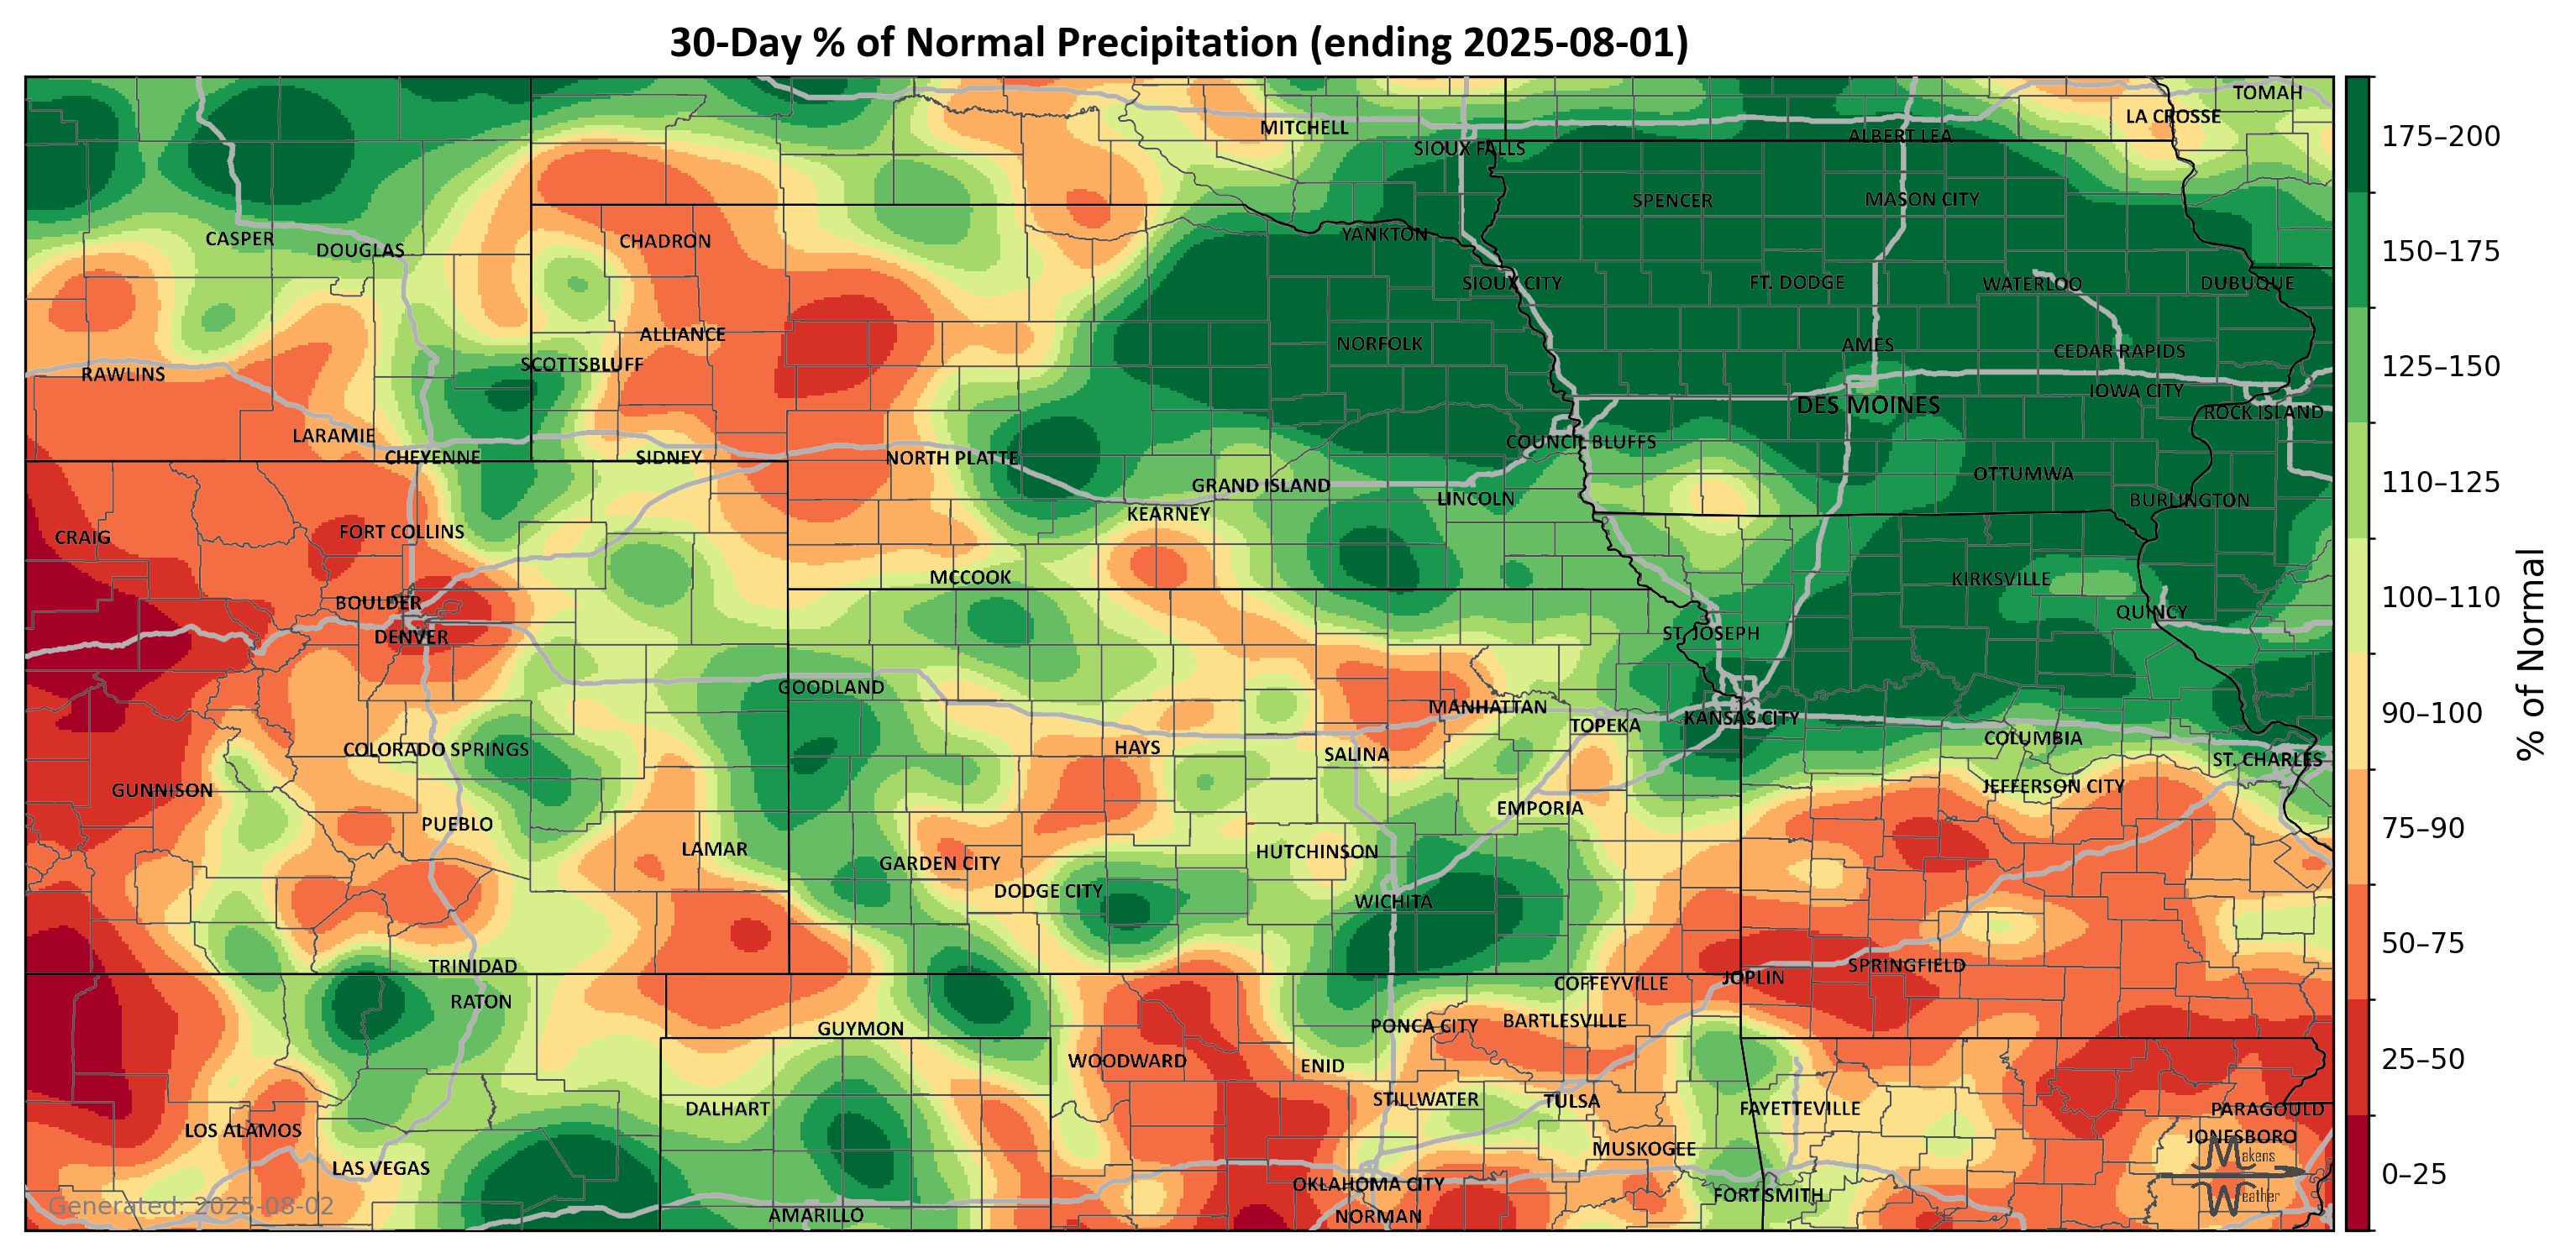 30-Day % of Normal Precipitation (ending 2025-08-01)
TOMAH
LA CROSSE
MITCHELL
ALBERT LEA
SIOUX FALLS
SPENCER
MASON CITY
YANKTON
CASPER
CHADRON
DOUGLAS
SIOUX CITY
FT. DODGE
WATERLOO
DUBUQUE
ALLIANCE
NORFOLK
AMES
CEDAR RAPIDS
SCOTTSBLUFF
RAWLINS
IOWA CITY
DES MOINES
ROCK ISLAND
LARAMIE
COUNCIL BLUFFS
CHEYENNE
SIDNEY
NORTH PLATTE
OTTUMWA
GRAND ISLAND
LINCOLN
BURLINGTON
KEARNEY
CRAIG
FORT COLLINS
MCCOOK
KIRKSVILLE
BOULDER
QUINCY
DENVER
ST. JOSEPH
GOODLAND
MANHATTAN
KANSAS CITY
TOPEKA
COLUMBIA
COLORADO SPRINGS
HAYS
SALINA
ST. CHARLES
GUNNISON
JEFFERSON CITY
EMPORIA
PUEBLO
LAMAR
HUTCHINSON
GARDEN CITY
DODGE CITY
WICHITA
TRINIDAD
SPRINGFIELD
JOPLIN
COFFEYVILLE
RATON
GUYMON
PONCA CITY
BARTLESVILLE
WOODWARD
ENID
STILLWATER
TULSA
DALHART
FAYETTEVILLE
PARAGOULD
LOS ALAMOS
JONESBORO
MUSKOGEE
LAS VEGAS
OKLAHOMA CITY
FORT SMITH
AMARILLO
NORMAN
Makens
Weather
Generated: 2025-08-02
175–200
150–175
125–150
110–125
100–110
90–100
75–90
50–75
25–50
0–25
% of Normal